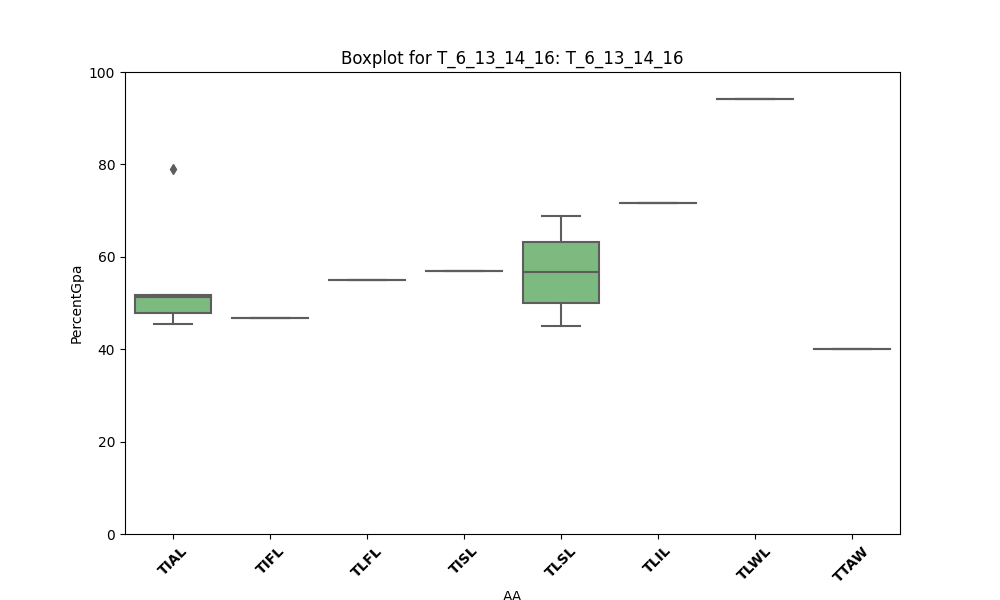 Boxplot for T_6_13_14_16: T_6_13_14_16
100
80
60
40
20
0
PercentGpa
TIAL
TIFL
TLFL
TISL
TLSL
TLIL
TLWL
TTAW
AA